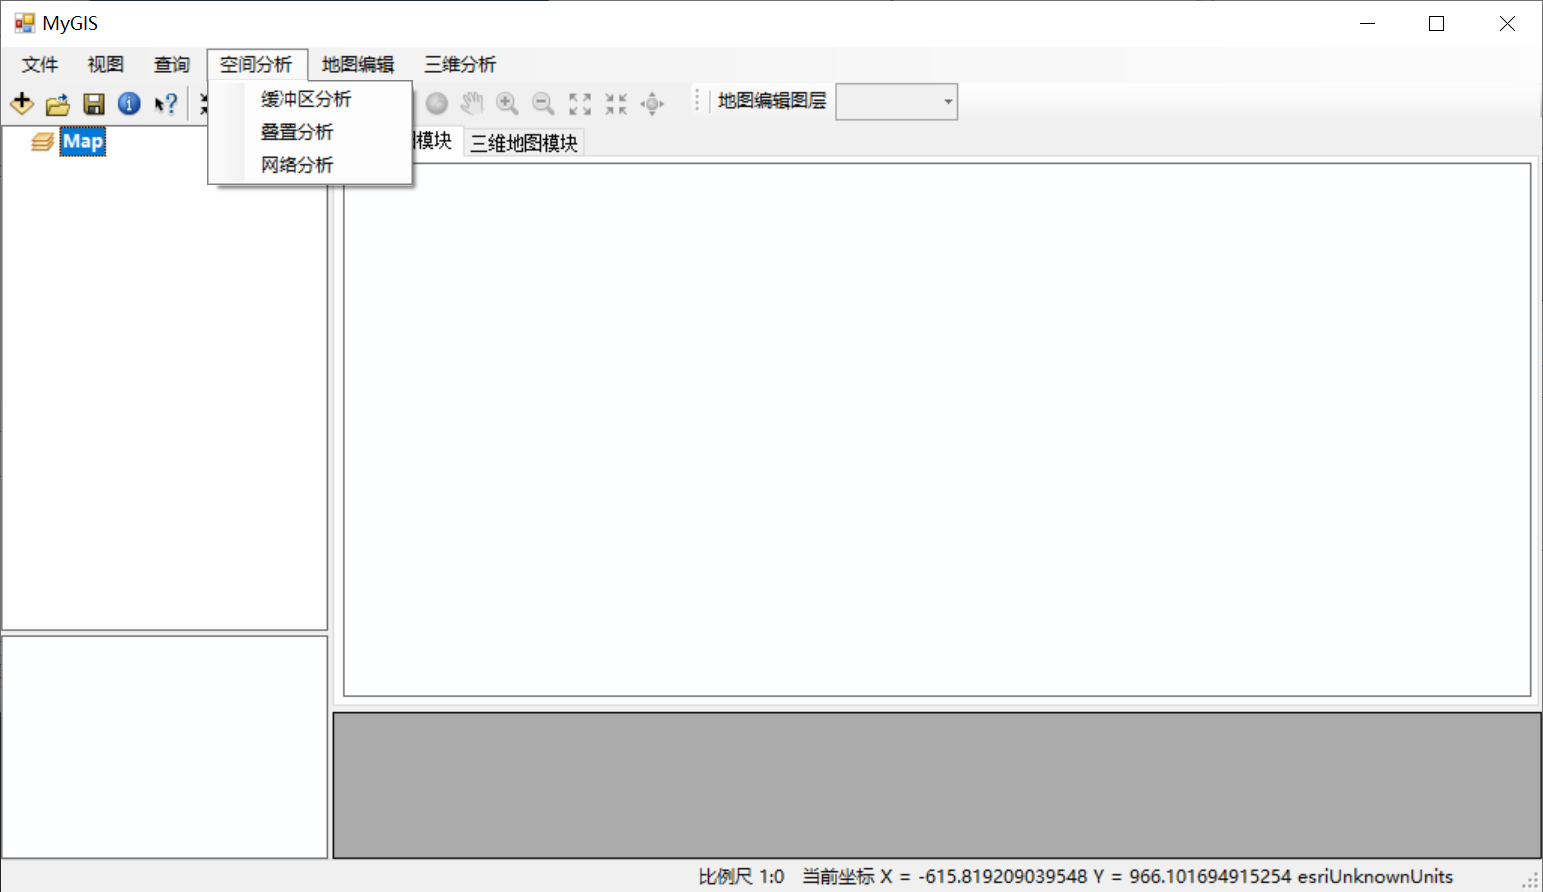 MyGIS
文件 视图 查询 空间分析 地图编辑 三维分析
缓冲区分析
叠置分析
网络分析
地图编辑图层
Map
模块 三维地图模块
比例尺 1:0 当前坐标 X = -615.819209039548 Y = 966.101694915254 esriUnknownUnits